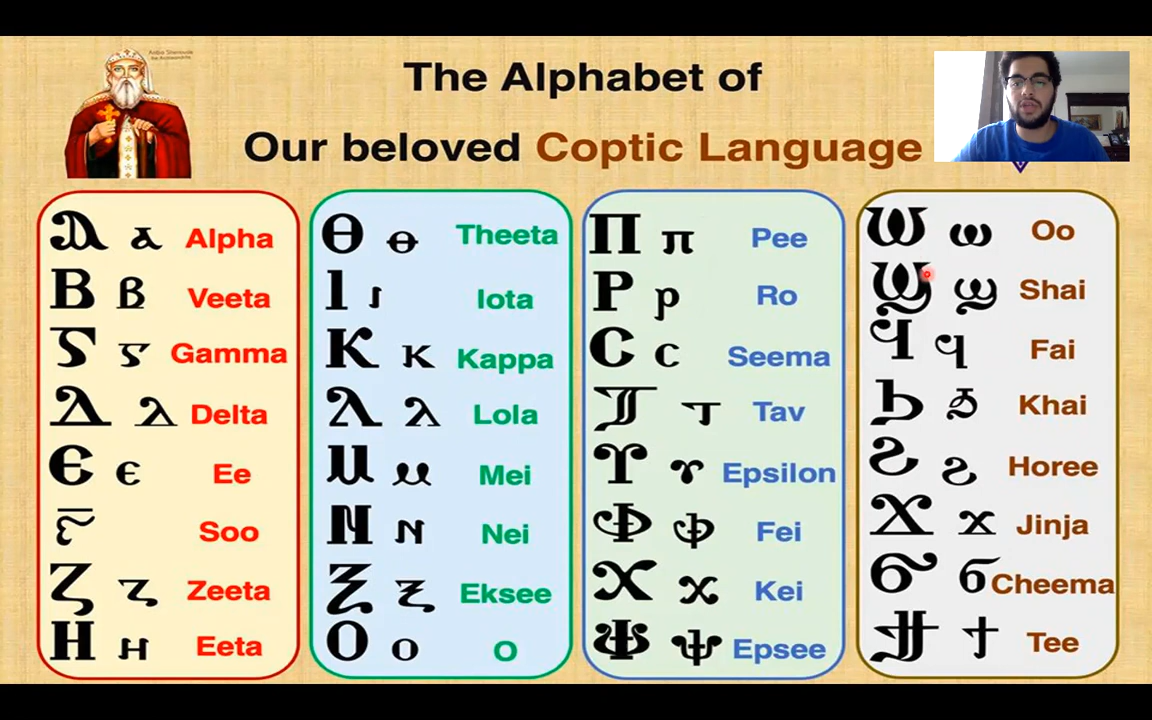 The Alphabet of
Our beloved Coptic Language
Ⲁ ⲁ Alpha
Ⲃ ⲃ Veeta
Ⲅ ⲅ Gamma
Ⲇ ⲇ Delta
Ⲉ ⲉ Ee
ⲋ Soo
Ⲍ ⲍ Zeeta
Ⲏ ⲏ Eeta
Ⲑ ⲑ Theeta
Ⲓ ⲓ Iota
Ⲕ ⲕ Kappa
Ⲗ ⲗ Lola
Ⲙ ⲙ Mei
Ⲛ ⲛ Nei
Ⲝ ⲝ Eksee
Ⲟ ⲟ O
Ⲡ ⲡ Pee
Ⲣ ⲣ Ro
Ⲥ ⲥ Seema
Ⲧ ⲧ Tav
Ⲩ ⲩ Epsilon
Ⲫ ⲫ Fei
Ⲭ ⲭ Kei
Ⲯ ⲯ Epsee
Ⲱ ⲱ Oo
Ϣ ϣ Shai
Ϥ ϥ Fai
Ϧ ϧ Khai
Ϩ ϩ Horee
Ϫ ϫ Jinja
Ϭ ϭ Cheema
Ϯ ϯ Tee